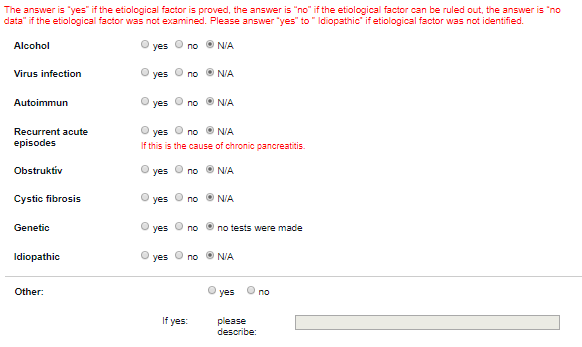 The answer is "yes" if the etiological factor is proved, the answer is "no" if the etiological factor can be ruled out, the answer is "no
data" if the etiological factor was not examined. Please answer "yes" to " Idiopathic" if etiological factor was not identified.
Alcohol yes no N/A
Virus infection yes no N/A
Autoimmun yes no N/A
Recurrent acute yes no N/A
episodes If this is the cause of chronic pancreatitis.
Obstruktív yes no N/A
Cystic fibrosis yes no N/A
Genetic yes no no tests were made
Idiopathic yes no N/A
Other: yes no
If yes: please
describe: